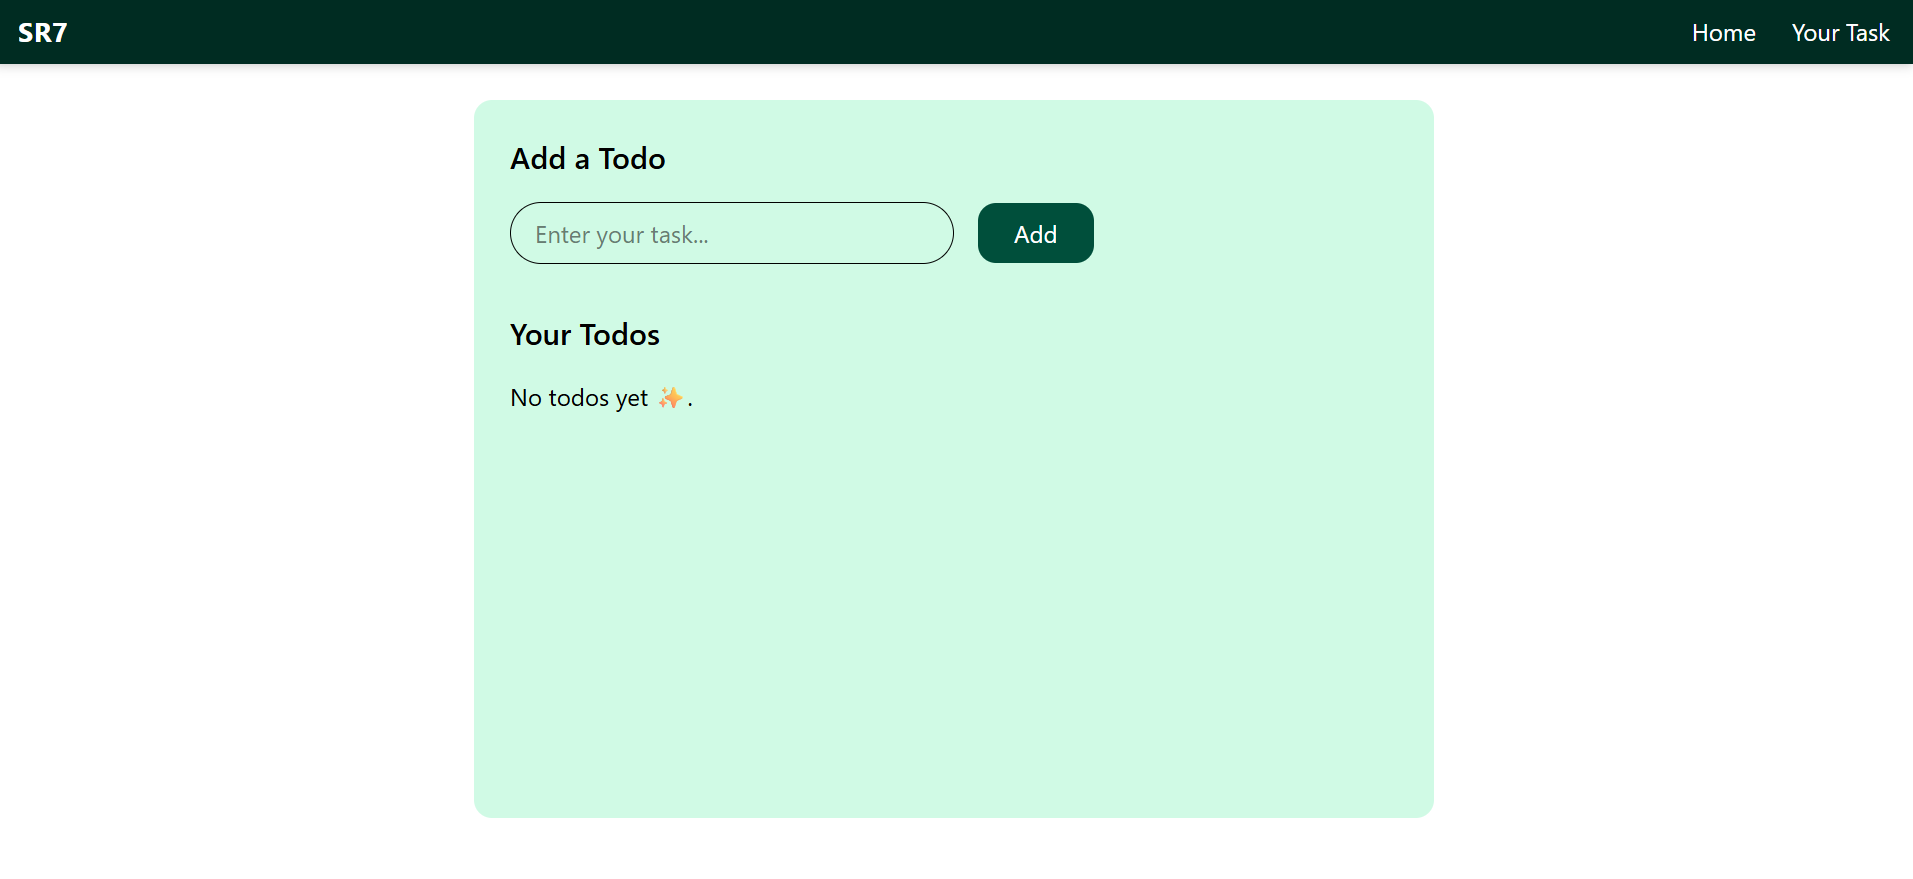 SR7 Home Your Task
Add a Todo
Enter your task... Add
Your Todos
No todos yet ✨.